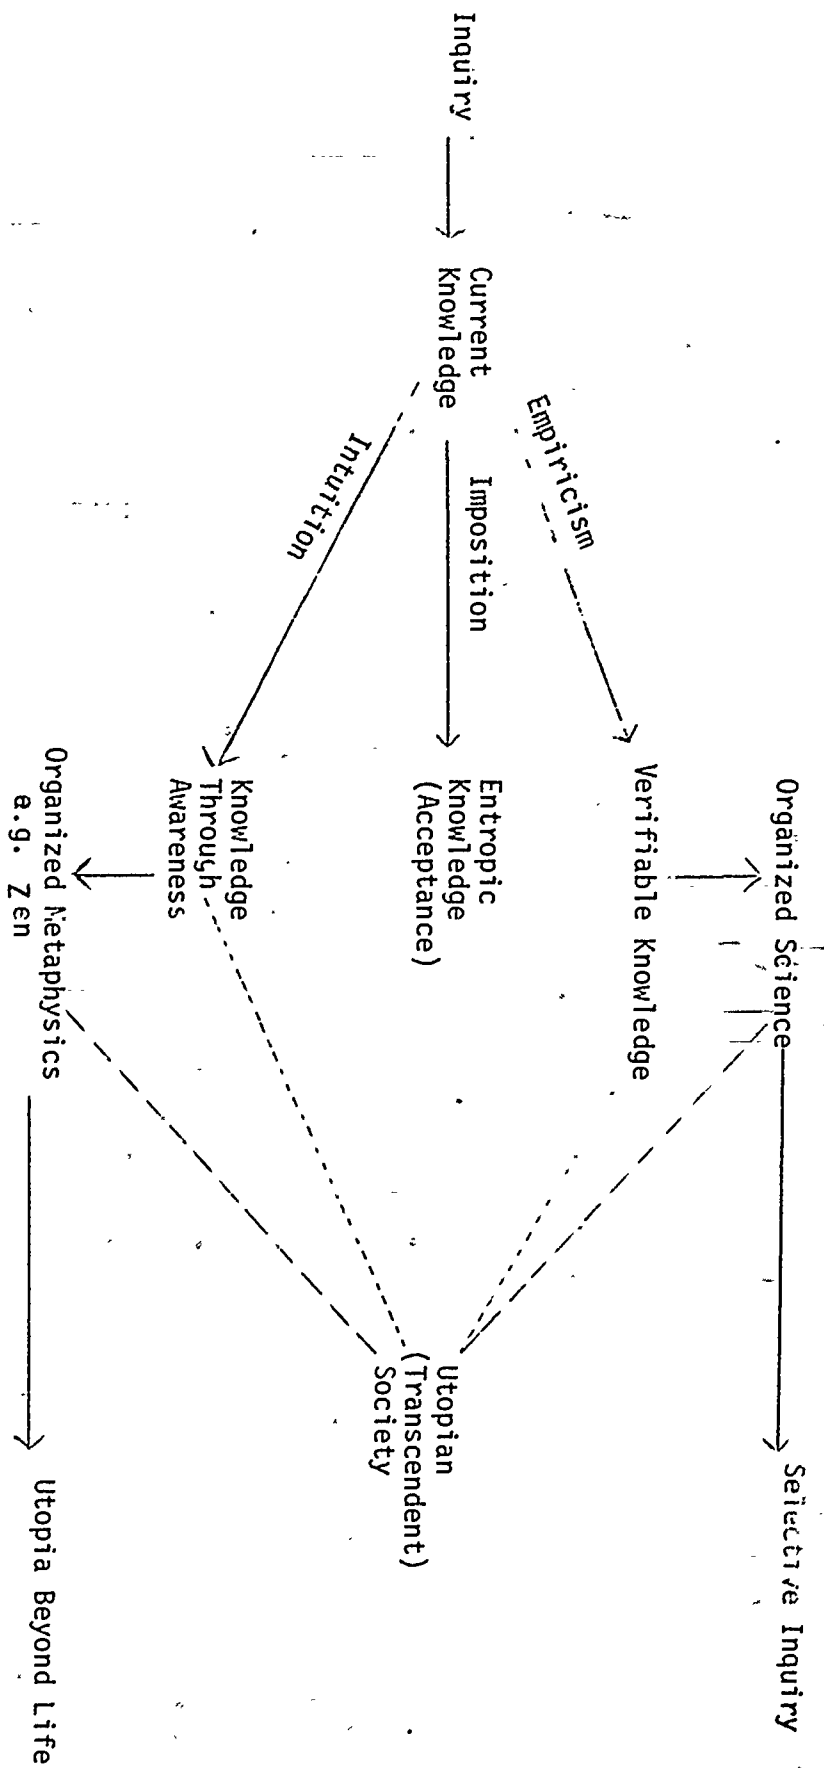 Inquiry
Current
Knowledge
Empiricism
Imposition
Intuition
Organized Science
Verifiable Knowledge
Entropic
Knowledge
(Acceptance)
Knowledge
Through
Awareness
Organized Metaphysics
e.g. Zen
Utopian
(Transcendent)
Society
Selective Inquiry
Utopia Beyond Life